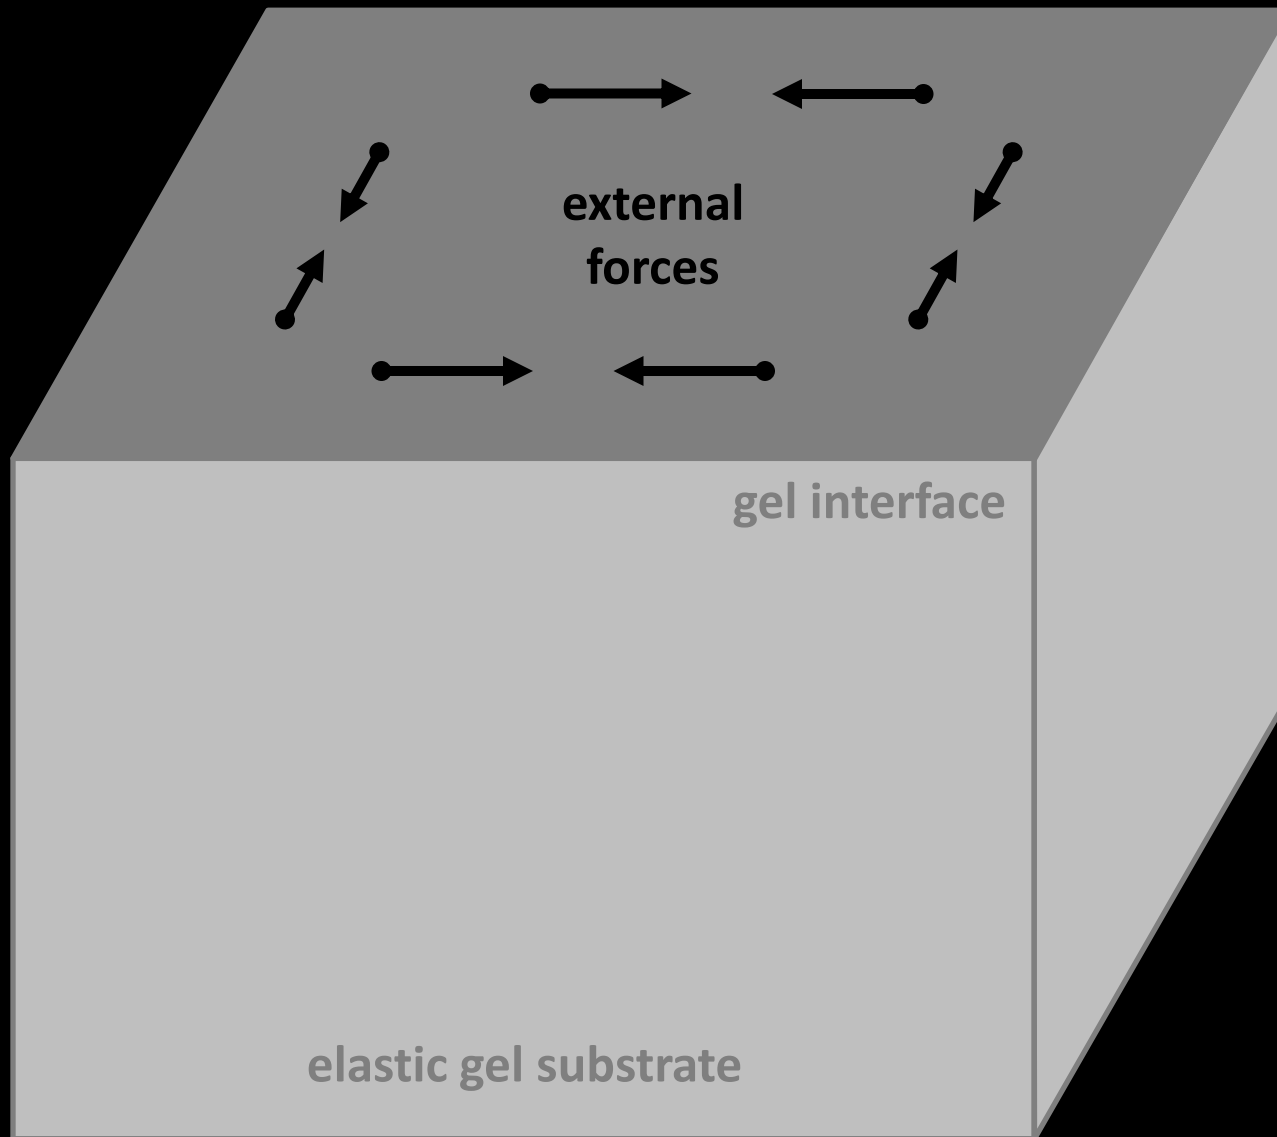 external
forces
gel interface
elastic gel substrate